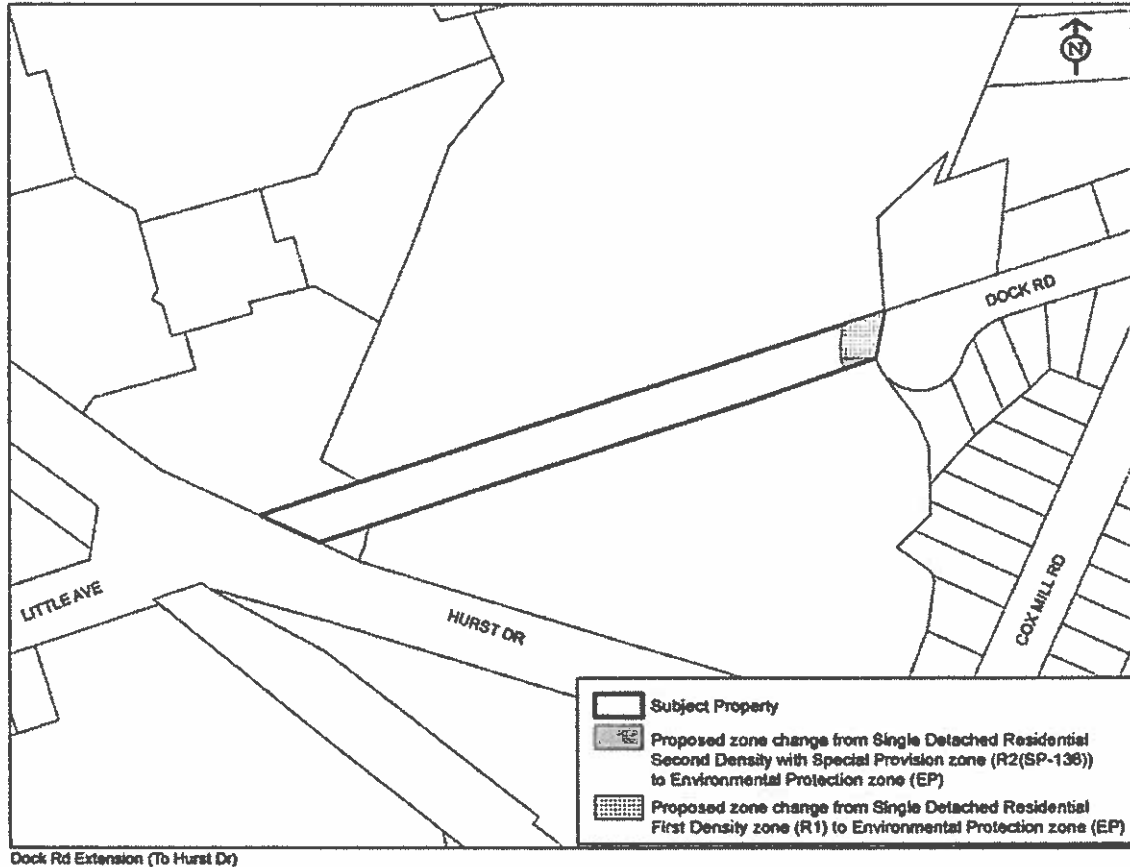 N
DOCK RD
LITTLE AVE
HURST DR
COX MILL RD
Subject Property
Proposed zone change from Single Detached Residential
Second Density with Special Provision zone (R2(SP-136))
to Environmental Protection zone (EP)
Proposed zone change from Single Detached Residential
First Density zone (R1) to Environmental Protection zone (EP)
Dock Rd Extension (To Hurst Dr)